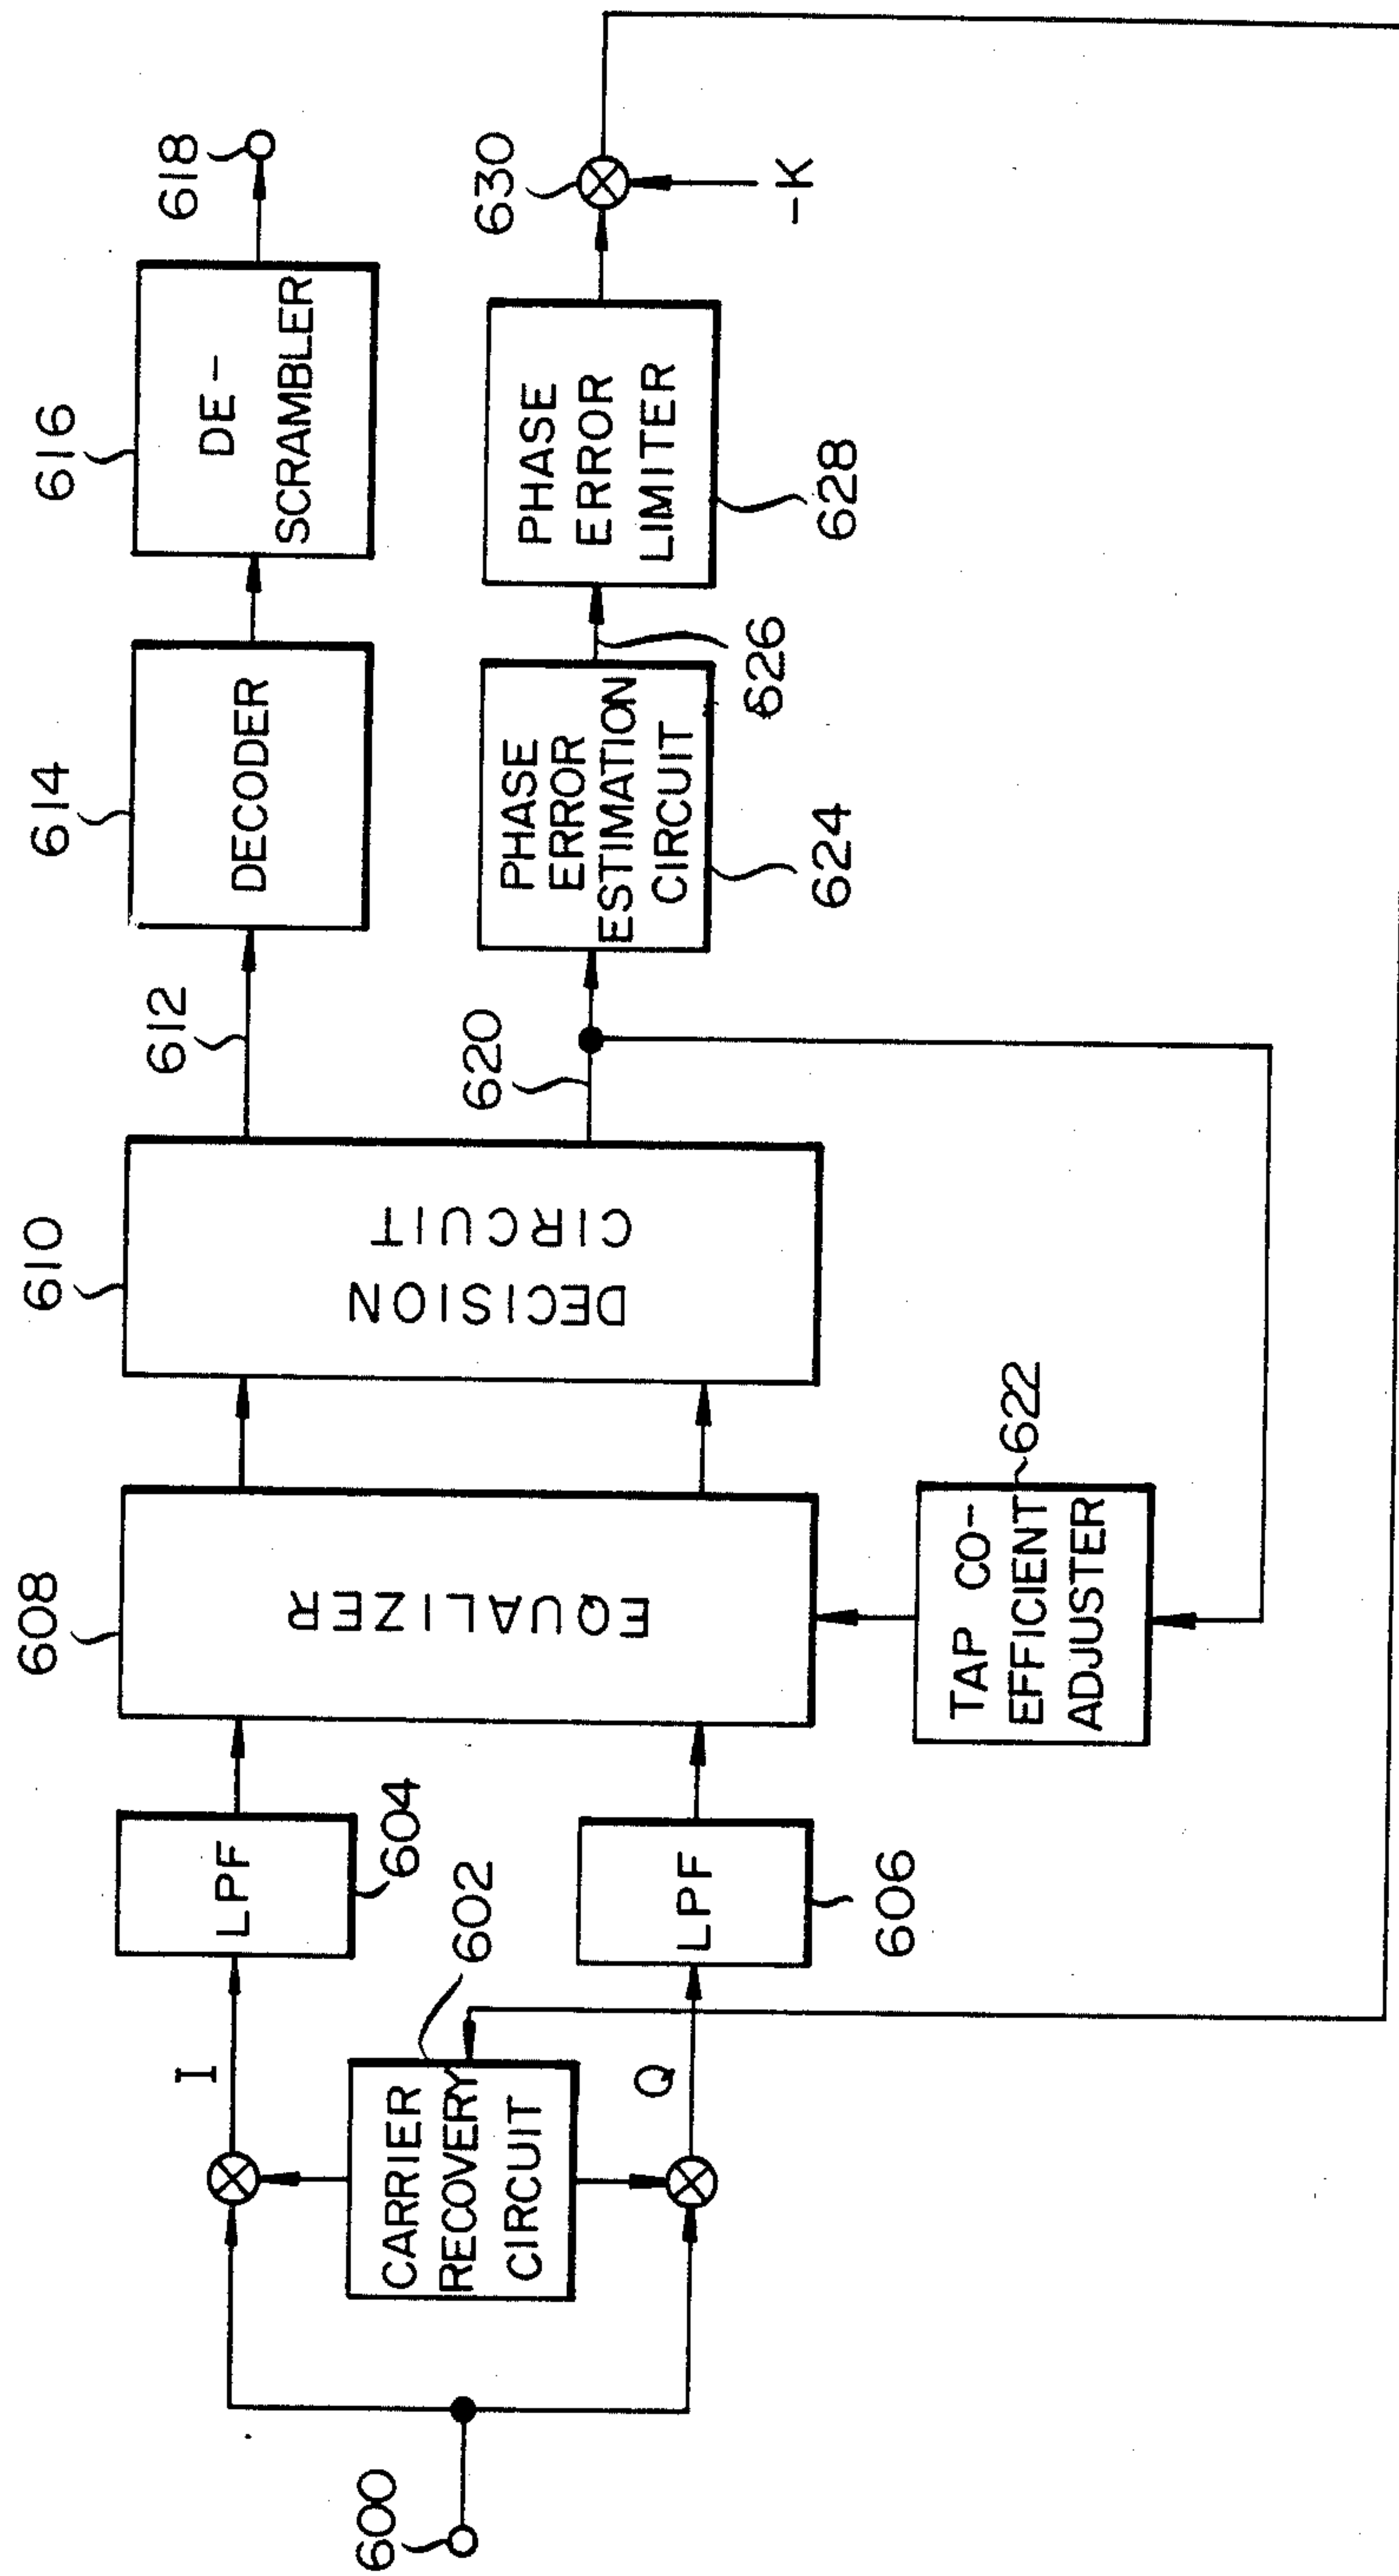 600
I
Q
CARRIER
RECOVERY
CIRCUIT
602
LPF
604
LPF
606
608
EQUALIZER
TAP CO-
EFFICIENT
ADJUSTER
622
610
DECISION
CIRCUIT
612
620
614
DECODER
PHASE
ERROR
ESTIMATION
CIRCUIT
624
626
616
DE-
SCRAMBLER
618
PHASE
ERROR
LIMITER
628
630
-K